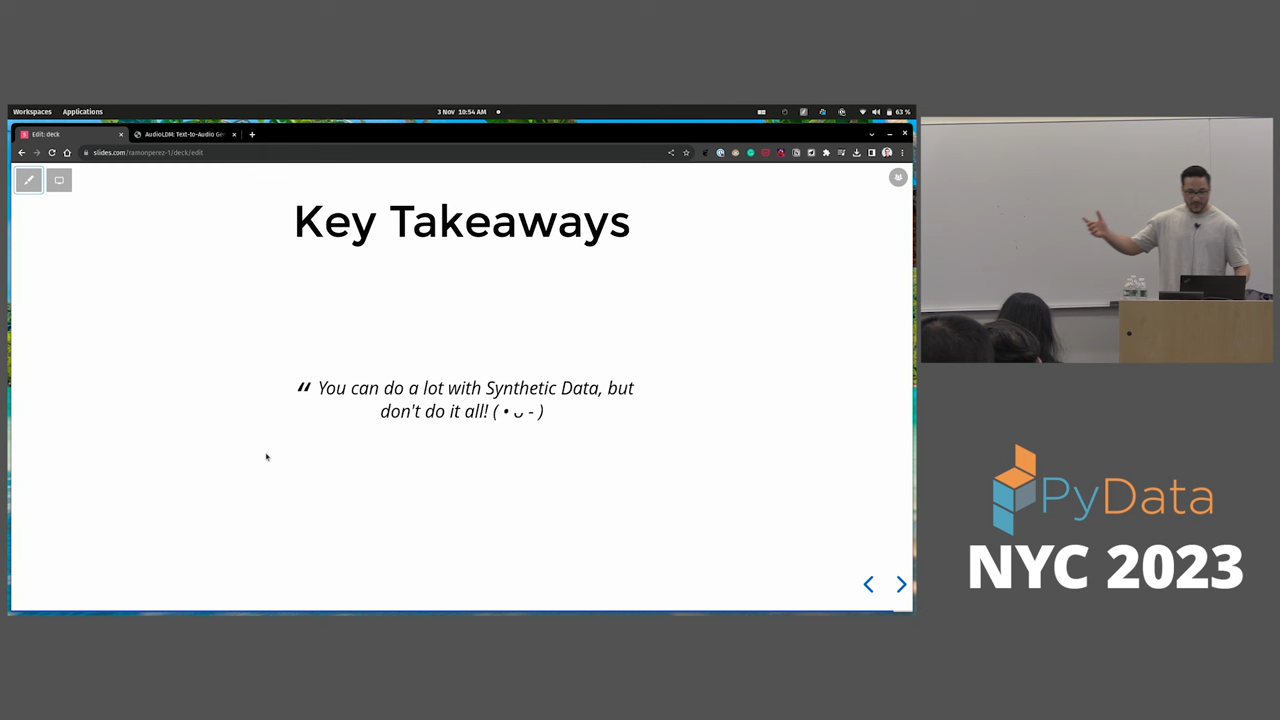 Workspaces Applications 3 Nov 10:54 AM 63 %
Edit: deck AudioLDM: Text-to-Audio Ge
slides.com/ramonperez-1/deck/edit
Key Takeaways
“ You can do a lot with Synthetic Data, but
don't do it all! ( • ᴗ - )
PyData
NYC 2023